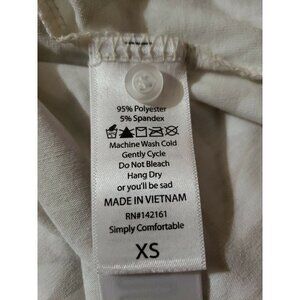 95% Polyester
5% Spandex
Machine Wash Cold
Gently Cycle
Do Not Bleach
Hang Dry
or you'll be sad
MADE IN VIETNAM
RN#142161
Simply Comfortable
XS